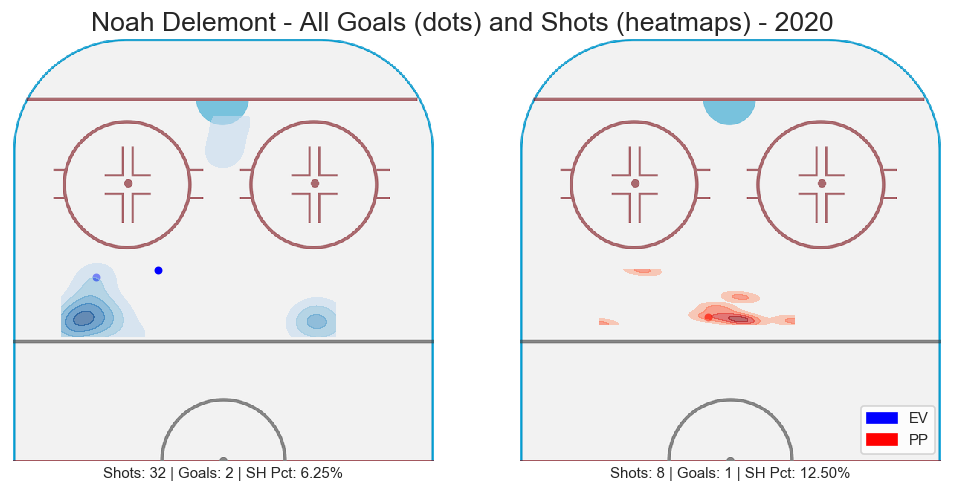 Noah Delemont - All Goals (dots) and Shots (heatmaps) - 2020
EV
PP
Shots: 32 | Goals: 2 | SH Pct: 6.25%
Shots: 8 | Goals: 1 | SH Pct: 12.50%